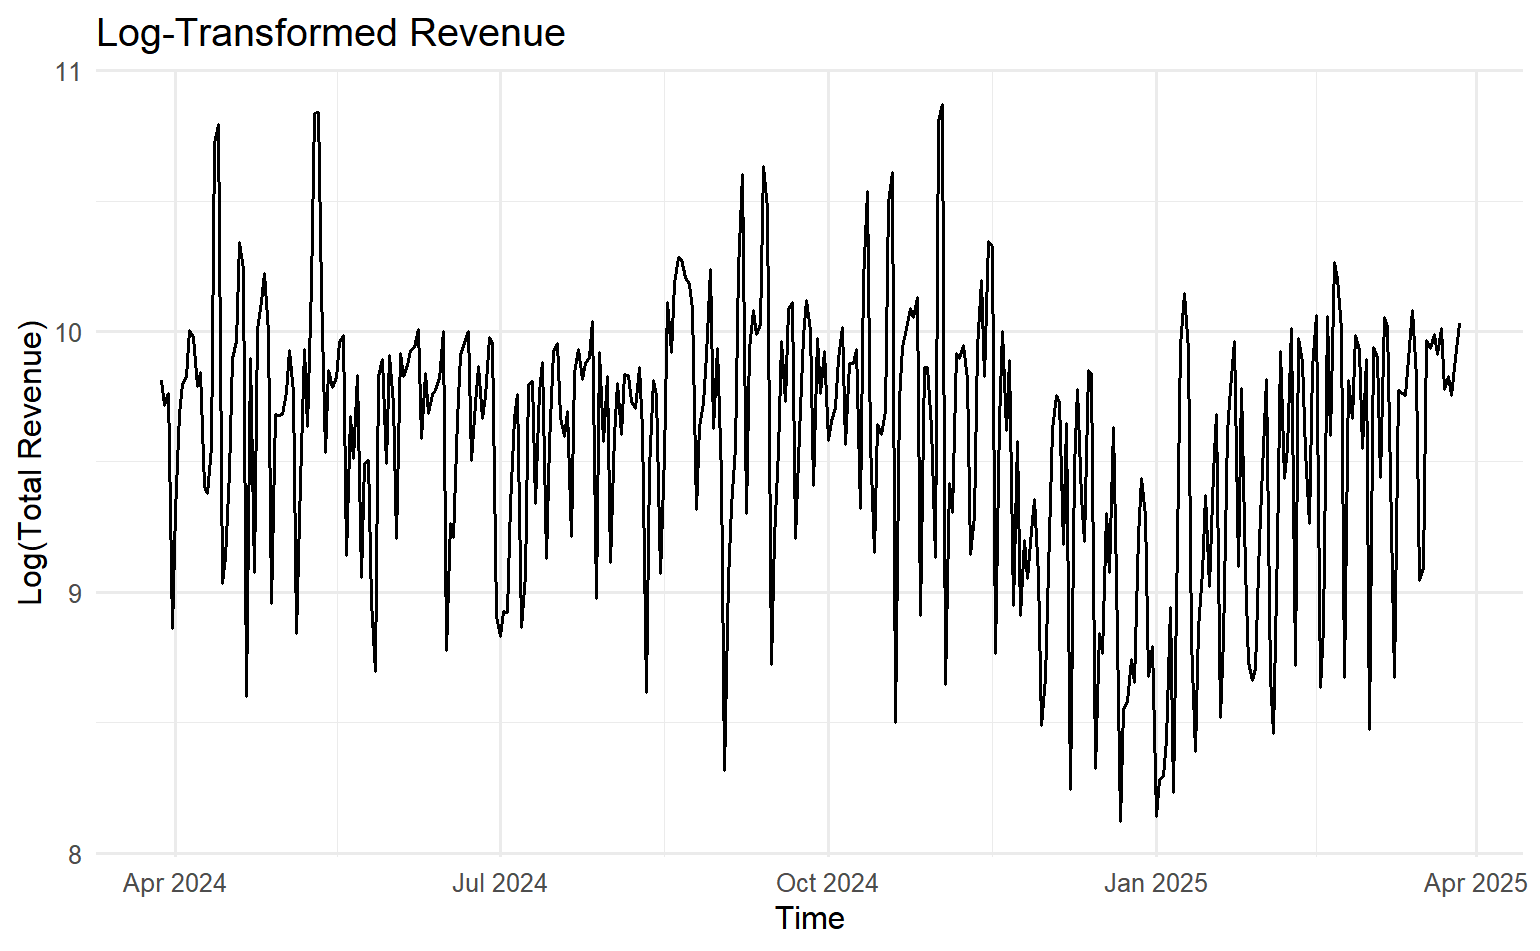 Log-Transformed Revenue
Log(Total Revenue)
11
10
9
8
Apr 2024
Jul 2024
Oct 2024
Jan 2025
Apr 2025
Time